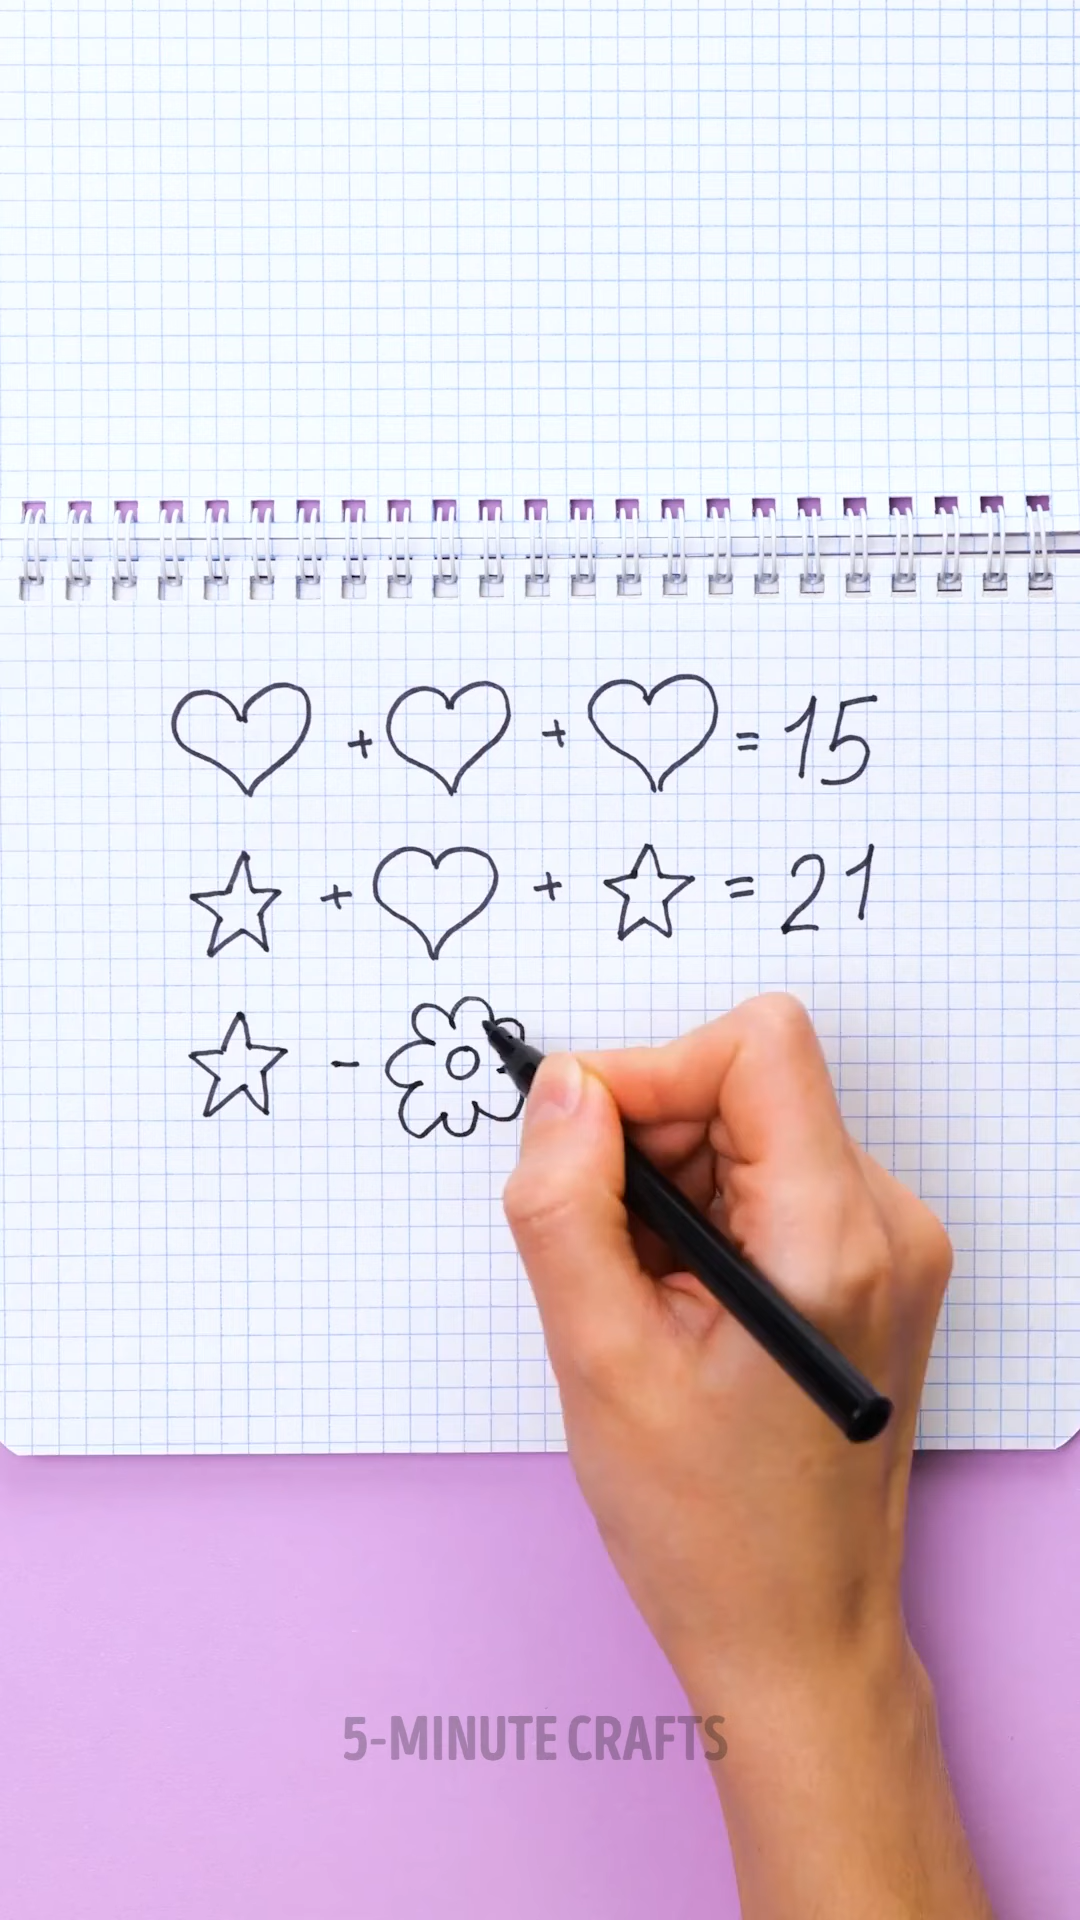 ♡ + ♡ + ♡ = 15
☆ + ♡ + ☆ = 21
☆ -
5-MINUTE CRAFTS